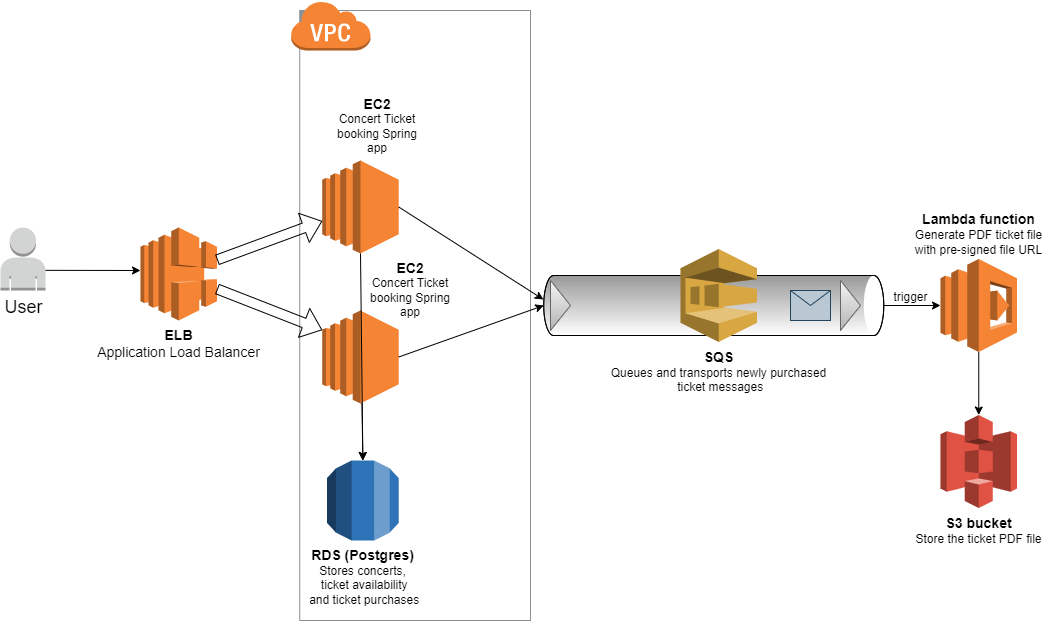 VPC
EC2
Concert Ticket
booking Spring
app
EC2
Concert Ticket
booking Spring
app
User
ELB
Application Load Balancer
RDS (Postgres)
Stores concerts,
ticket availability
and ticket purchases
SQS
Queues and transports newly purchased
ticket messages
trigger
Lambda function
Generate PDF ticket file
with pre-signed file URL
S3 bucket
Store the ticket PDF file